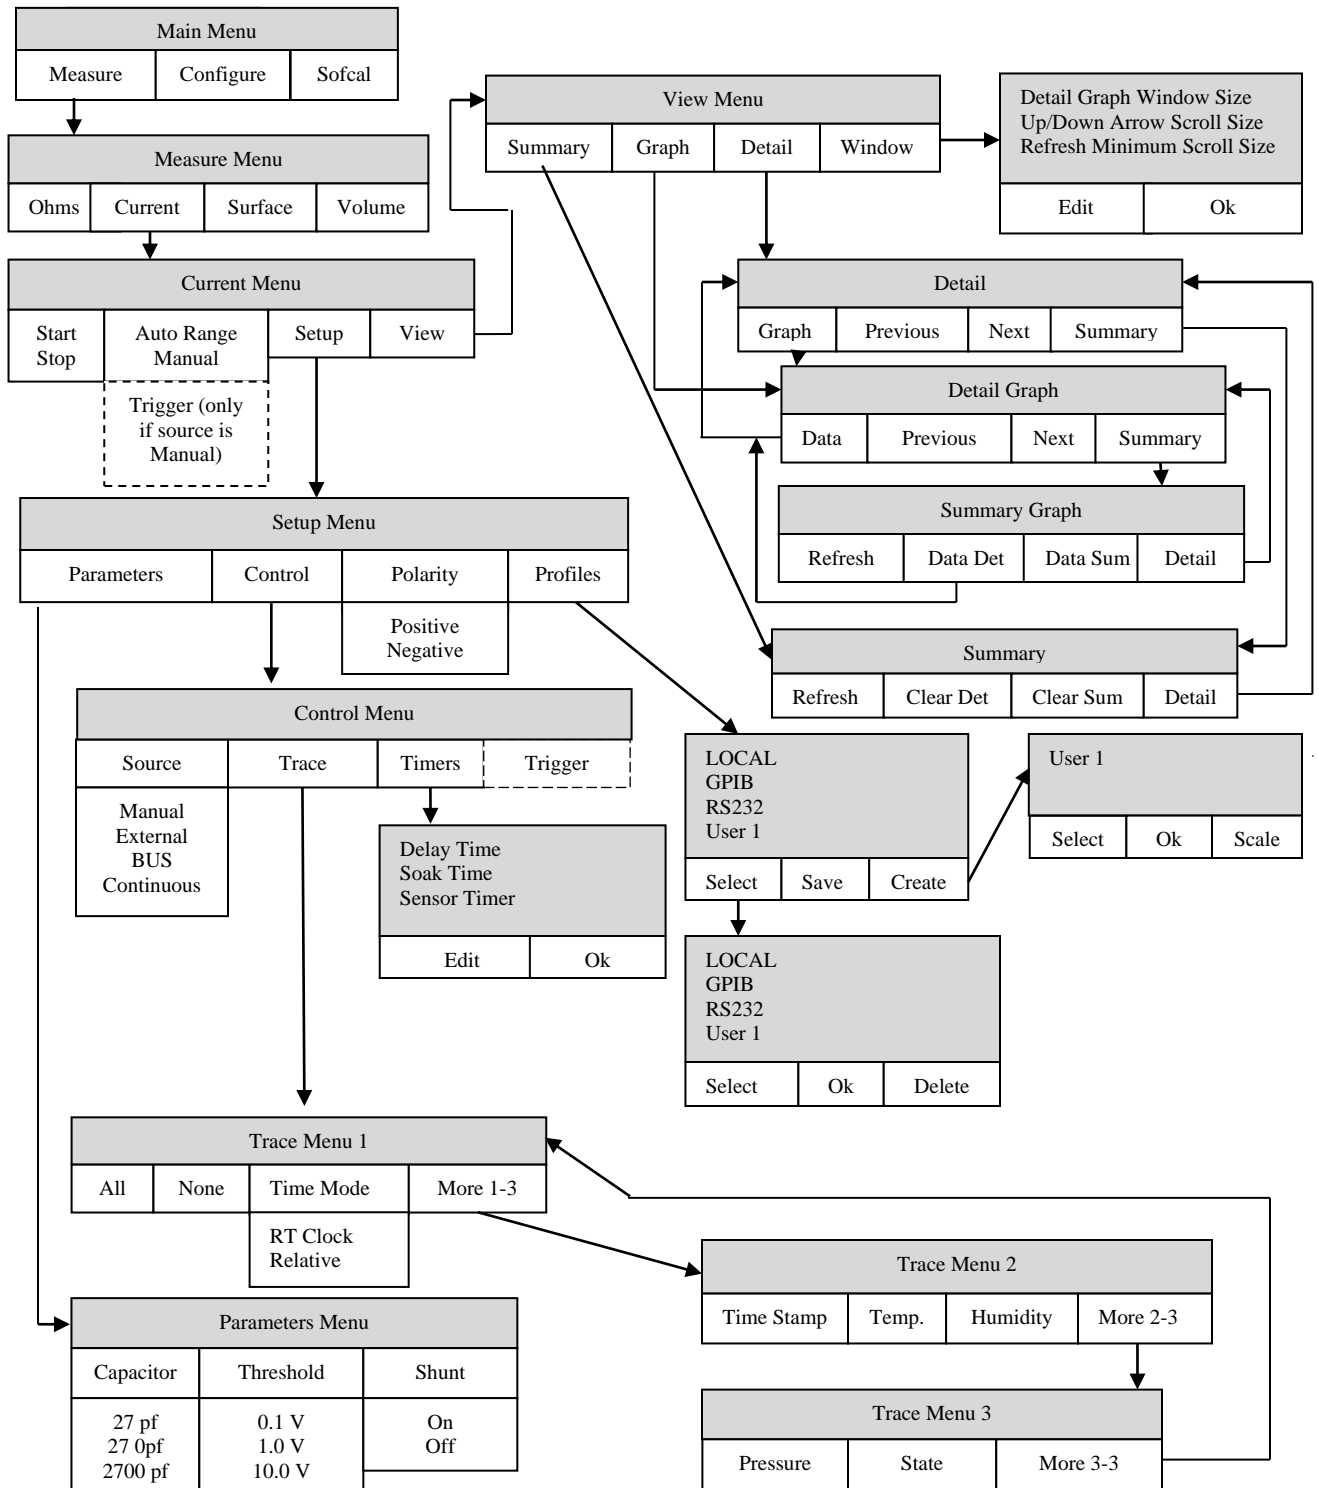 Main Menu
Measure Configure Sofcal
Measure Menu
Ohms Current Surface Volume
Current Menu
Start
Stop
Auto Range
Manual
Setup View
Trigger (only
if source is
Manual)
View Menu
Summary Graph Detail Window
Detail Graph Window Size
Up/Down Arrow Scroll Size
Refresh Minimum Scroll Size
Edit Ok
Detail
Graph Previous Next Summary
Detail Graph
Data Previous Next Summary
Summary Graph
Refresh Data Det Data Sum Detail
Summary
Refresh Clear Det Clear Sum Detail
Setup Menu
Parameters Control Polarity Profiles
Positive
Negative
Control Menu
Source Trace Timers Trigger
Manual
External
BUS
Continuous
Delay Time
Soak Time
Sensor Timer
Edit Ok
LOCAL
GPIB
RS232
User 1
Select Save Create
User 1
Select Ok Scale
LOCAL
GPIB
RS232
User 1
Select Ok Delete
Trace Menu 1
All None Time Mode More 1-3
RT Clock
Relative
Trace Menu 2
Time Stamp Temp. Humidity More 2-3
Trace Menu 3
Pressure State More 3-3
Parameters Menu
Capacitor Threshold Shunt
27 pf 0.1 V On
27 0pf 1.0 V Off
2700 pf 10.0 V